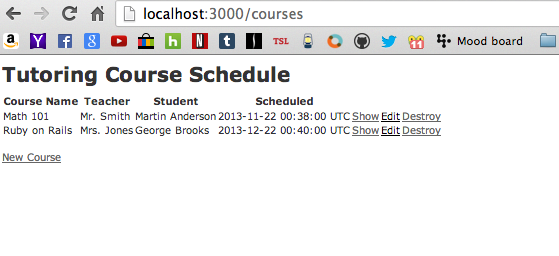 localhost:3000/courses
a Y f 8 h N t TSL 11 Mood board
Tutoring Course Schedule
Course Name Teacher Student Scheduled
Math 101 Mr. Smith Martin Anderson 2013-11-22 00:38:00 UTC Show Edit Destroy
Ruby on Rails Mrs. Jones George Brooks 2013-12-22 00:40:00 UTC Show Edit Destroy
New Course